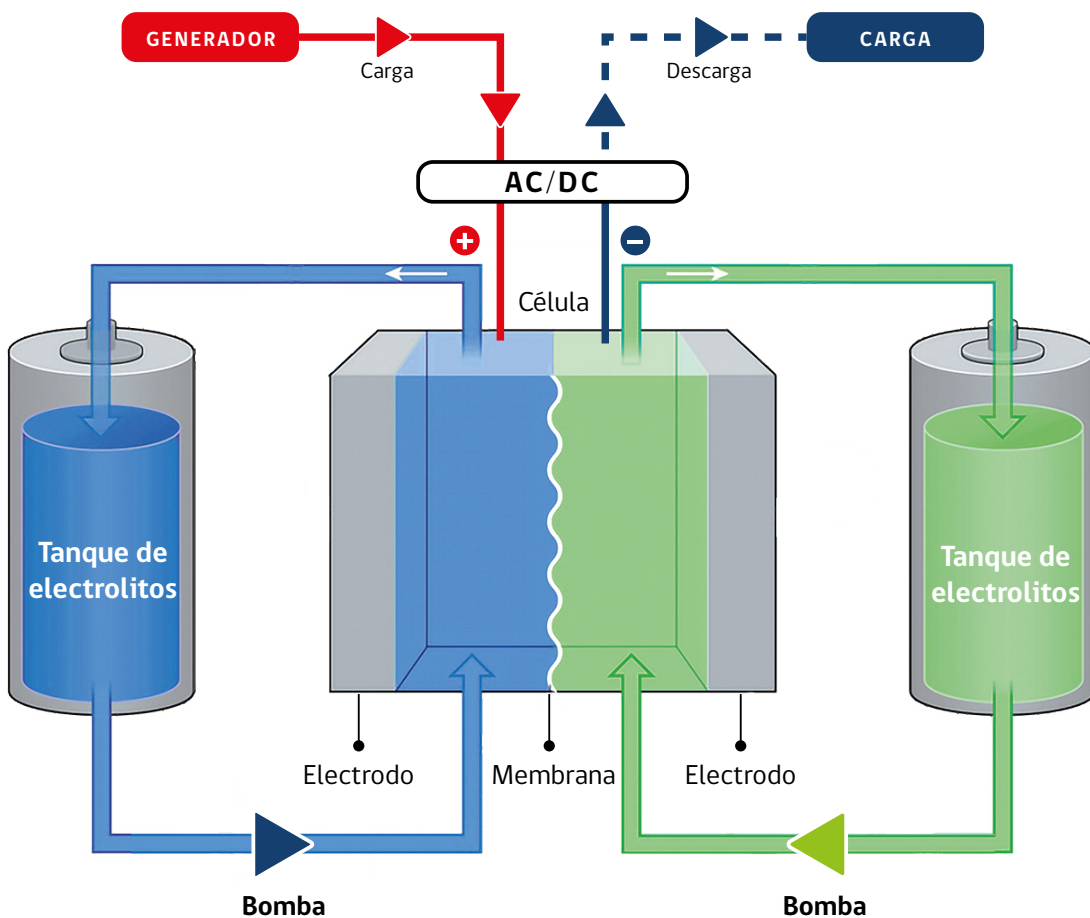 GENERADOR
CARGA
Carga
Descarga
AC/DC
+
−
Célula
Tanque de
electrolitos
Tanque de
electrolitos
Electrodo
Membrana
Electrodo
Bomba
Bomba